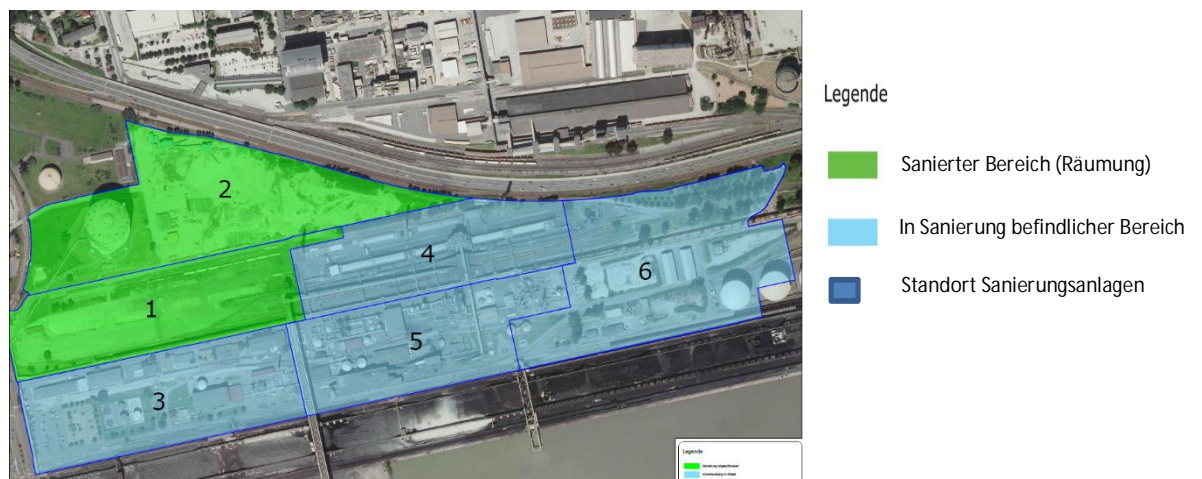 Legende
Sanierter Bereich (Räumung)
In Sanierung befindlicher Bereich
Standort Sanierungsanlagen
2
4
6
1
5
3
Legende